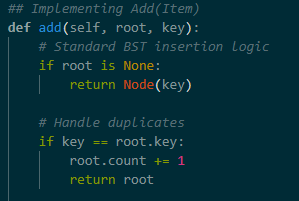 ## Implementing Add(Item)
def add(self, root, key):
    # Standard BST insertion logic
    if root is None:
        return Node(key)

    # Handle duplicates
    if key == root.key:
        root.count += 1
        return root